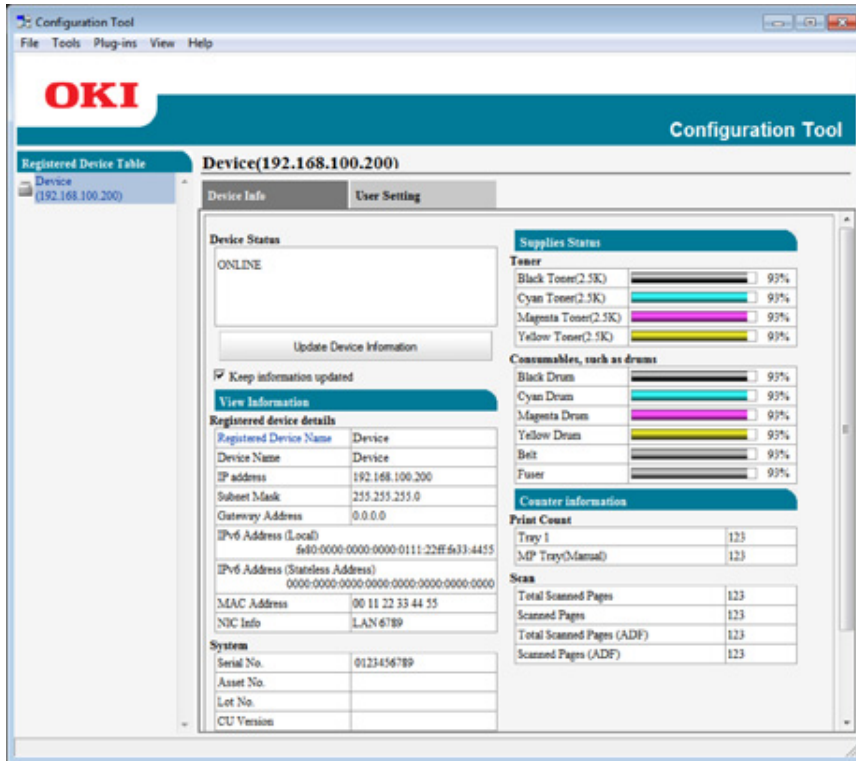 Configuration Tool
File Tools Plug-ins View Help
OKI
Configuration Tool
Registered Device Table
Device
(192.168.100.200)
Device(192.168.100.200)
Device Info User Setting
Device Status
ONLINE
Update Device Information
Keep information updated
View Information
Registered device details
Registered Device Name Device
Device Name Device
IP address 192.168.100.200
Subnet Mask 255.255.255.0
Gateway Address 0.0.0.0
IPv6 Address (Local)
fe80:0000:0000:0000:0111:22ff:fe33:4455
IPv6 Address (Stateless Address)
0000:0000:0000:0000:0000:0000:0000:0000
MAC Address 00 11 22 33 44 55
NIC Info LAN 6789
System
Serial No. 0123456789
Asset No.
Lot No.
CU Version
Supplies Status
Toner
Black Toner(2.5K) 93%
Cyan Toner(2.5K) 93%
Magenta Toner(2.5K) 93%
Yellow Toner(2.5K) 93%
Consumables, such as drums
Black Drum 93%
Cyan Drum 93%
Magenta Drum 93%
Yellow Drum 93%
Belt 93%
Fuser 93%
Counter information
Print Count
Tray 1 123
MP Tray(Manual) 123
Scan
Total Scanned Pages 123
Scanned Pages 123
Total Scanned Pages (ADF) 123
Scanned Pages (ADF) 123